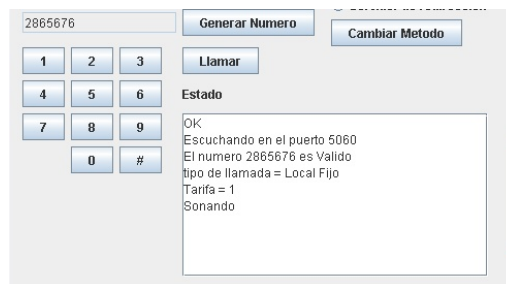 2865676
Generar Numero
Cambiar Metodo
1 2 3
Llamar
4 5 6
Estado
7 8 9
0 #
OK
Escuchando en el puerto 5060
El numero 2865676 es Valido
tipo de llamada = Local Fijo
Tarifa = 1
Sonando